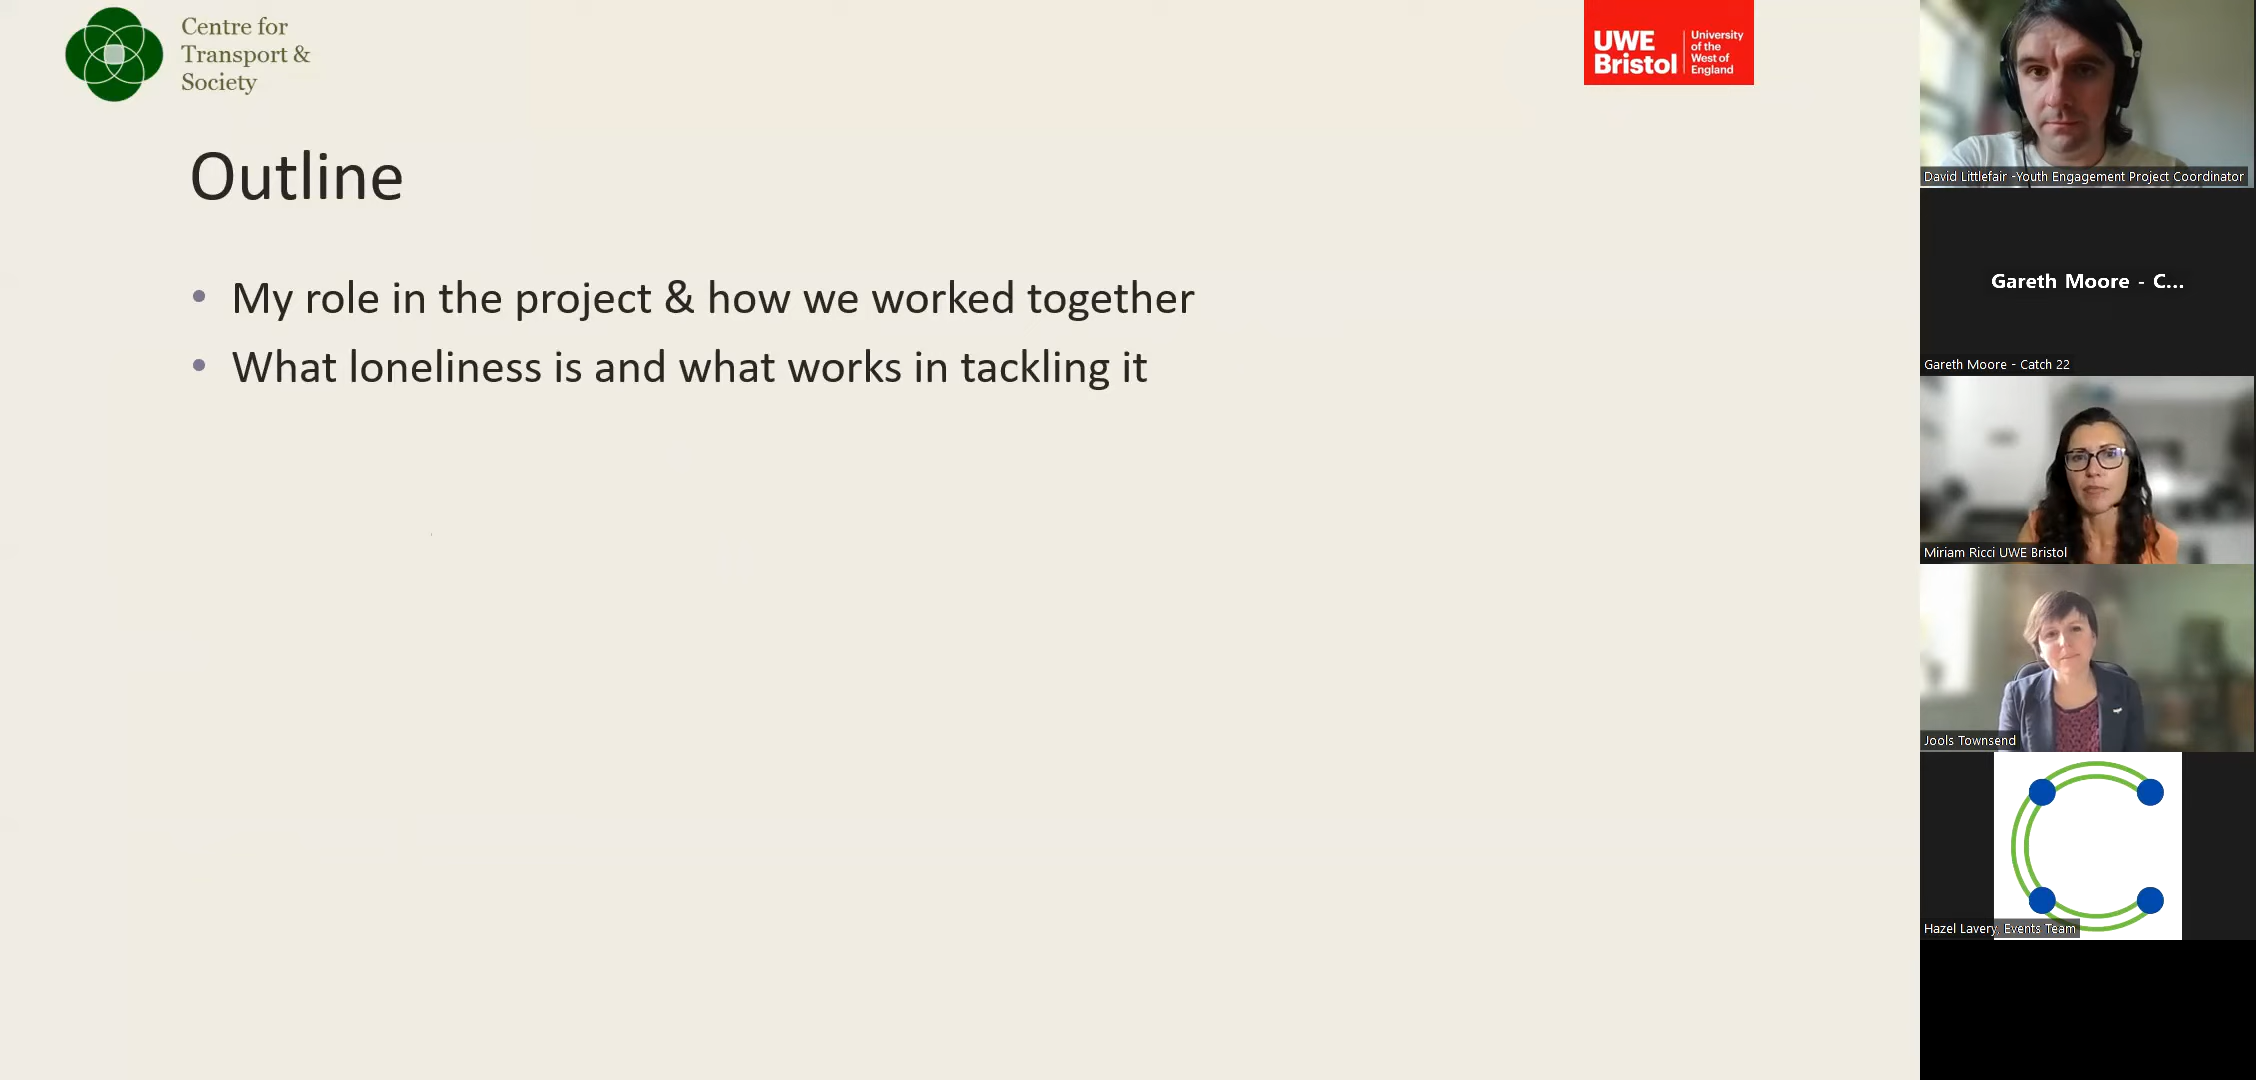 Centre for
Transport &
Society
UWE
Bristol
University
of the
West of
England
Outline
• My role in the project & how we worked together
• What loneliness is and what works in tackling it
David Littlefair -Youth Engagement Project Coordinator
Gareth Moore - C...
Gareth Moore - Catch 22
Miriam Ricci UWE Bristol
Jools Townsend
Hazel Lavery, Events Team